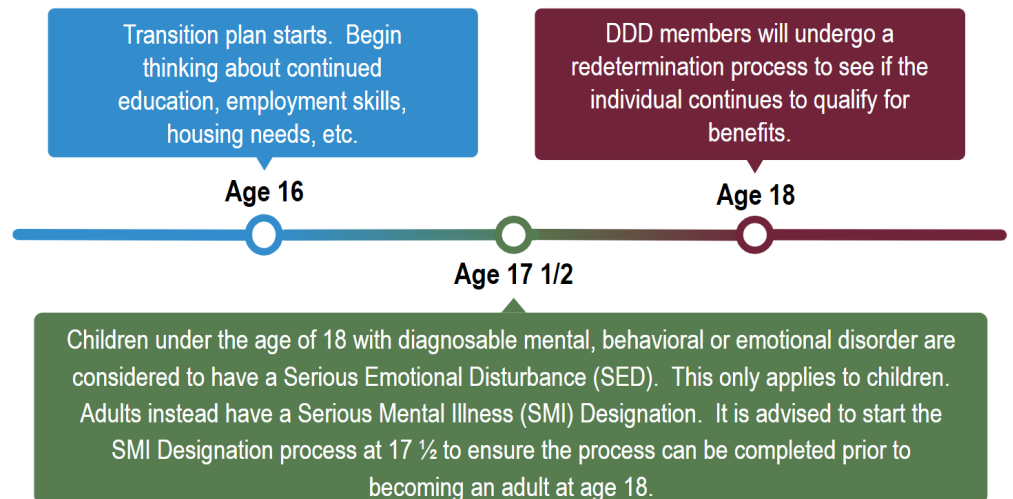 Transition plan starts.  Begin
thinking about continued
education, employment skills,
housing needs, etc.
DDD members will undergo a
redetermination process to see if the
individual continues to qualify for
benefits.
Age 16
Age 18
Age 17 1/2
Children under the age of 18 with diagnosable mental, behavioral or emotional disorder are
considered to have a Serious Emotional Disturbance (SED).  This only applies to children.
Adults instead have a Serious Mental Illness (SMI) Designation.  It is advised to start the
SMI Designation process at 17 ½ to ensure the process can be completed prior to
becoming an adult at age 18.